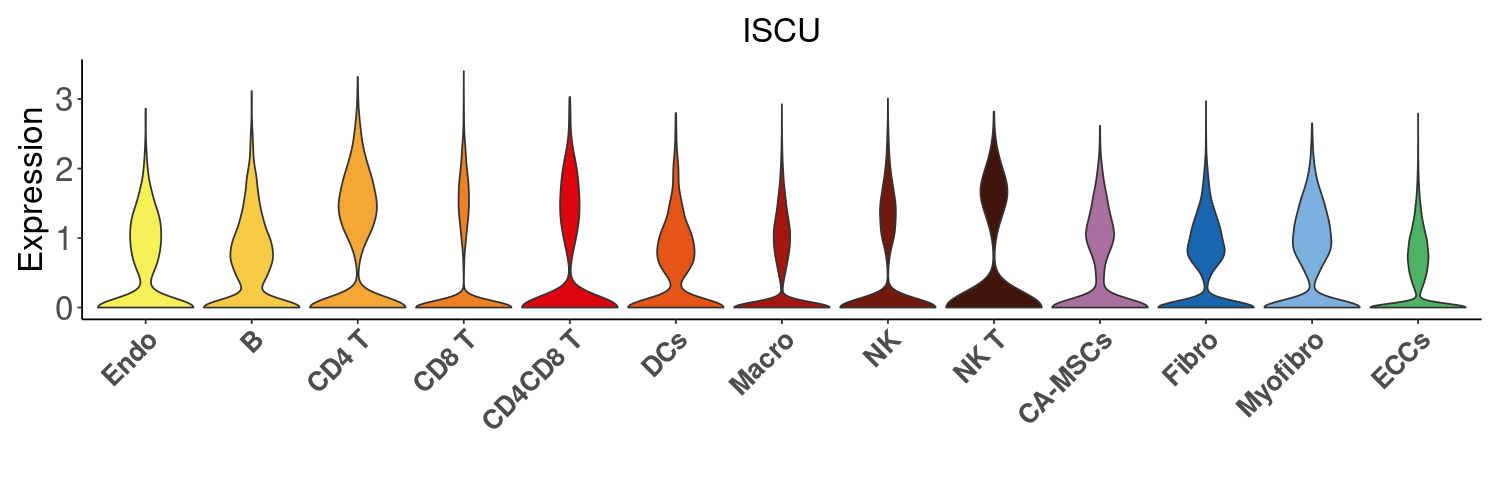 ISCU
Expression
3
2
1
0
Endo
B
CD4 T
CD8 T
CD4CD8 T
DCs
Macro
NK
NK T
CA-MSCs
Fibro
Myofibro
ECCs